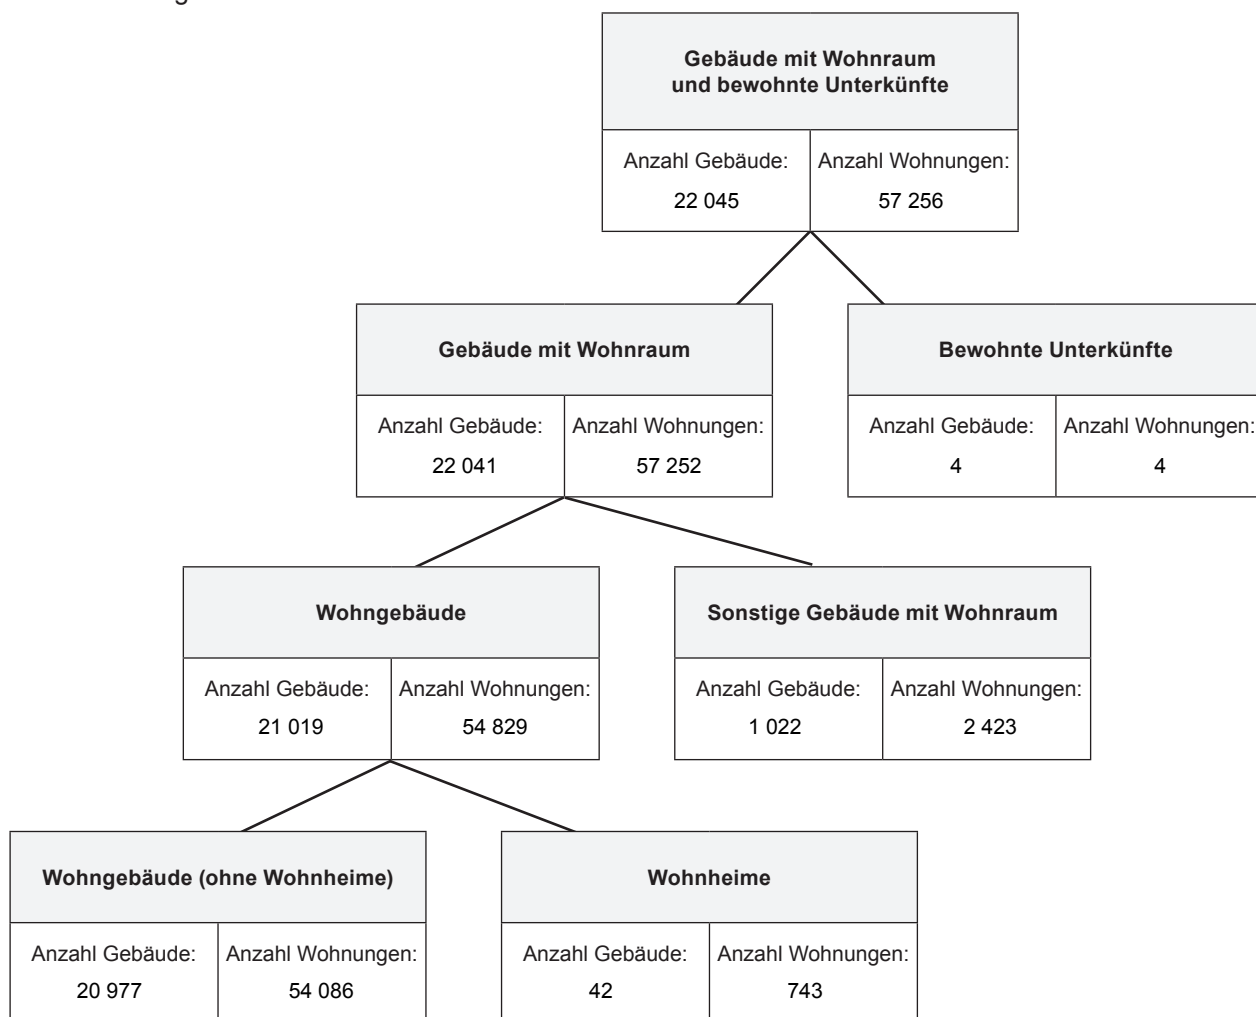 Gebäude mit Wohnraum
und bewohnte Unterkünfte
Anzahl Gebäude: Anzahl Wohnungen:
22 045 57 256
Gebäude mit Wohnraum Bewohnte Unterkünfte
Anzahl Gebäude: Anzahl Wohnungen: Anzahl Gebäude: Anzahl Wohnungen:
22 041 57 252 4 4
Wohngebäude Sonstige Gebäude mit Wohnraum
Anzahl Gebäude: Anzahl Wohnungen: Anzahl Gebäude: Anzahl Wohnungen:
21 019 54 829 1 022 2 423
Wohngebäude (ohne Wohnheime) Wohnheime
Anzahl Gebäude: Anzahl Wohnungen: Anzahl Gebäude: Anzahl Wohnungen:
20 977 54 086 42 743